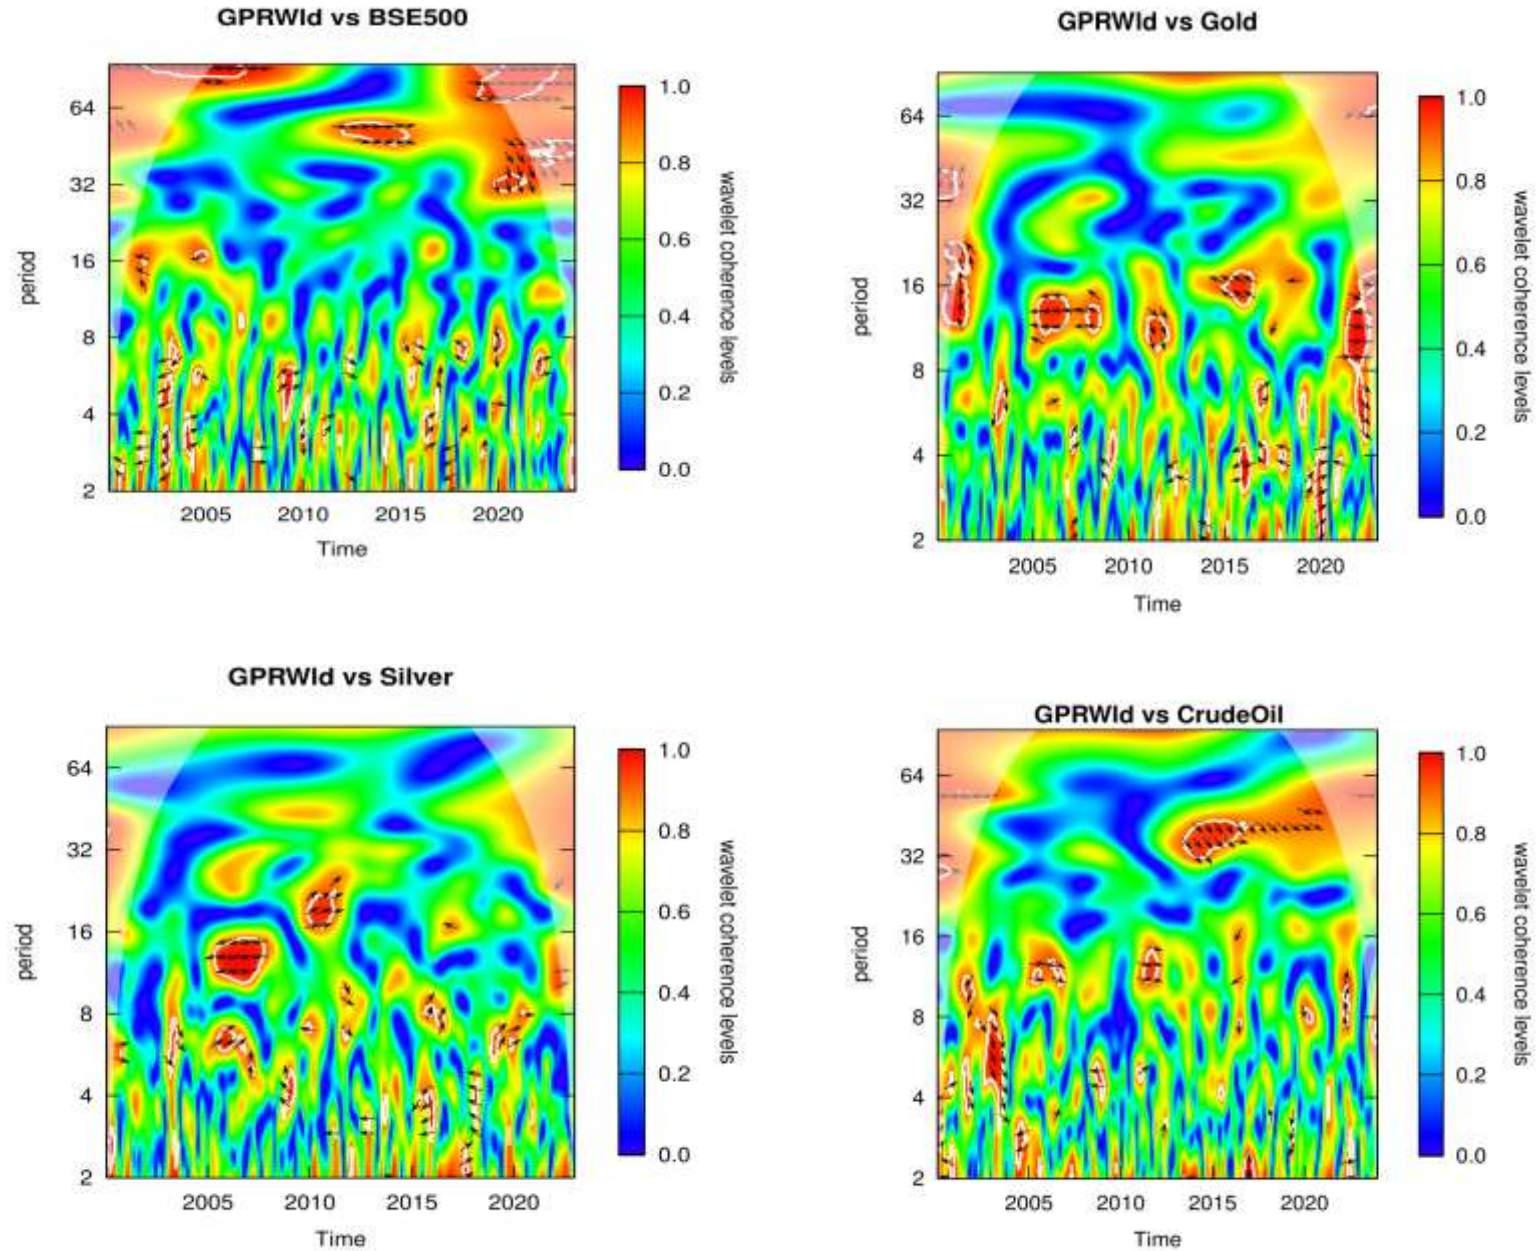 GPRWld vs BSE500
64
32
16
8
4
2
period
2005 2010 2015 2020
Time
1.0
0.8
0.6
0.4
0.2
0.0
wavelet coherence levels
GPRWld vs Gold
64
32
16
8
4
2
period
2005 2010 2015 2020
Time
1.0
0.8
0.6
0.4
0.2
0.0
wavelet coherence levels
GPRWld vs Silver
64
32
16
8
4
2
period
2005 2010 2015 2020
Time
1.0
0.8
0.6
0.4
0.2
0.0
wavelet coherence levels
GPRWld vs CrudeOil
64
32
16
8
4
2
period
2005 2010 2015 2020
Time
1.0
0.8
0.6
0.4
0.2
0.0
wavelet coherence levels